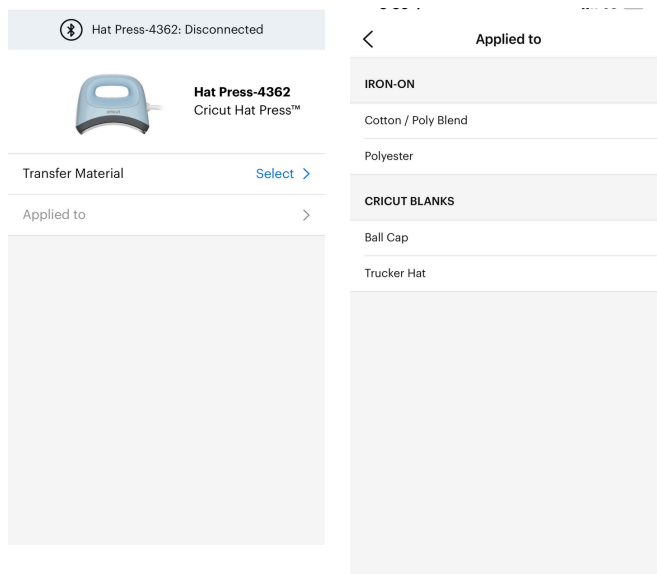 Hat Press-4362: Disconnected
Hat Press-4362
Cricut Hat Press™
cricut
Transfer Material
Select
Applied to
Applied to
IRON-ON
Cotton / Poly Blend
Polyester
CRICUT BLANKS
Ball Cap
Trucker Hat